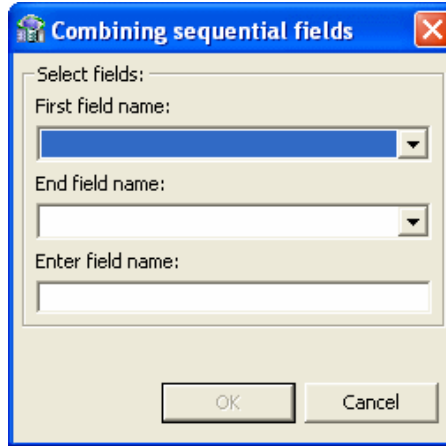 Combining sequential fields
Select fields:
First field name:
End field name:
Enter field name:
OK
Cancel